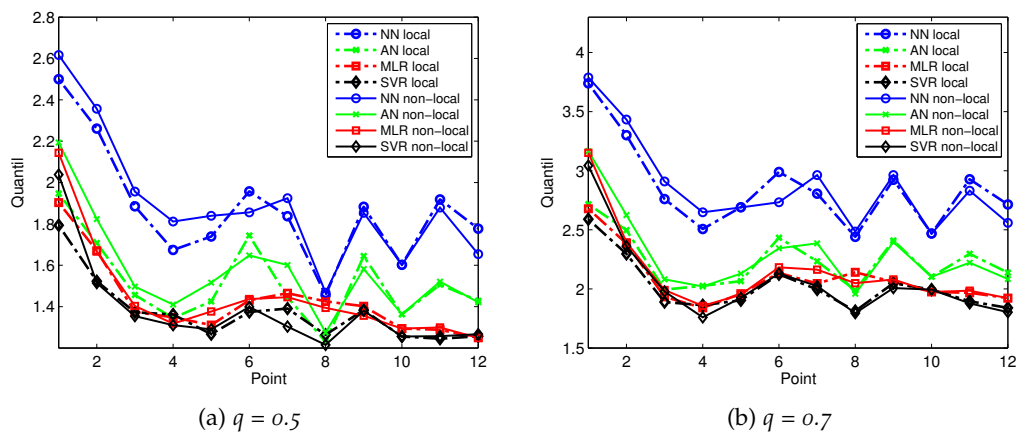 2.8
2.6
2.4
2.2
2
1.8
1.6
1.4
Quantil
2 4 6 8 10 12
Point
NN local
AN local
MLR local
SVR local
NN non−local
AN non−local
MLR non−local
SVR non−local
(a) q = 0.5
4
3.5
3
2.5
2
1.5
Quantil
2 4 6 8 10 12
Point
NN local
AN local
MLR local
SVR local
NN non−local
AN non−local
MLR non−local
SVR non−local
(b) q = 0.7